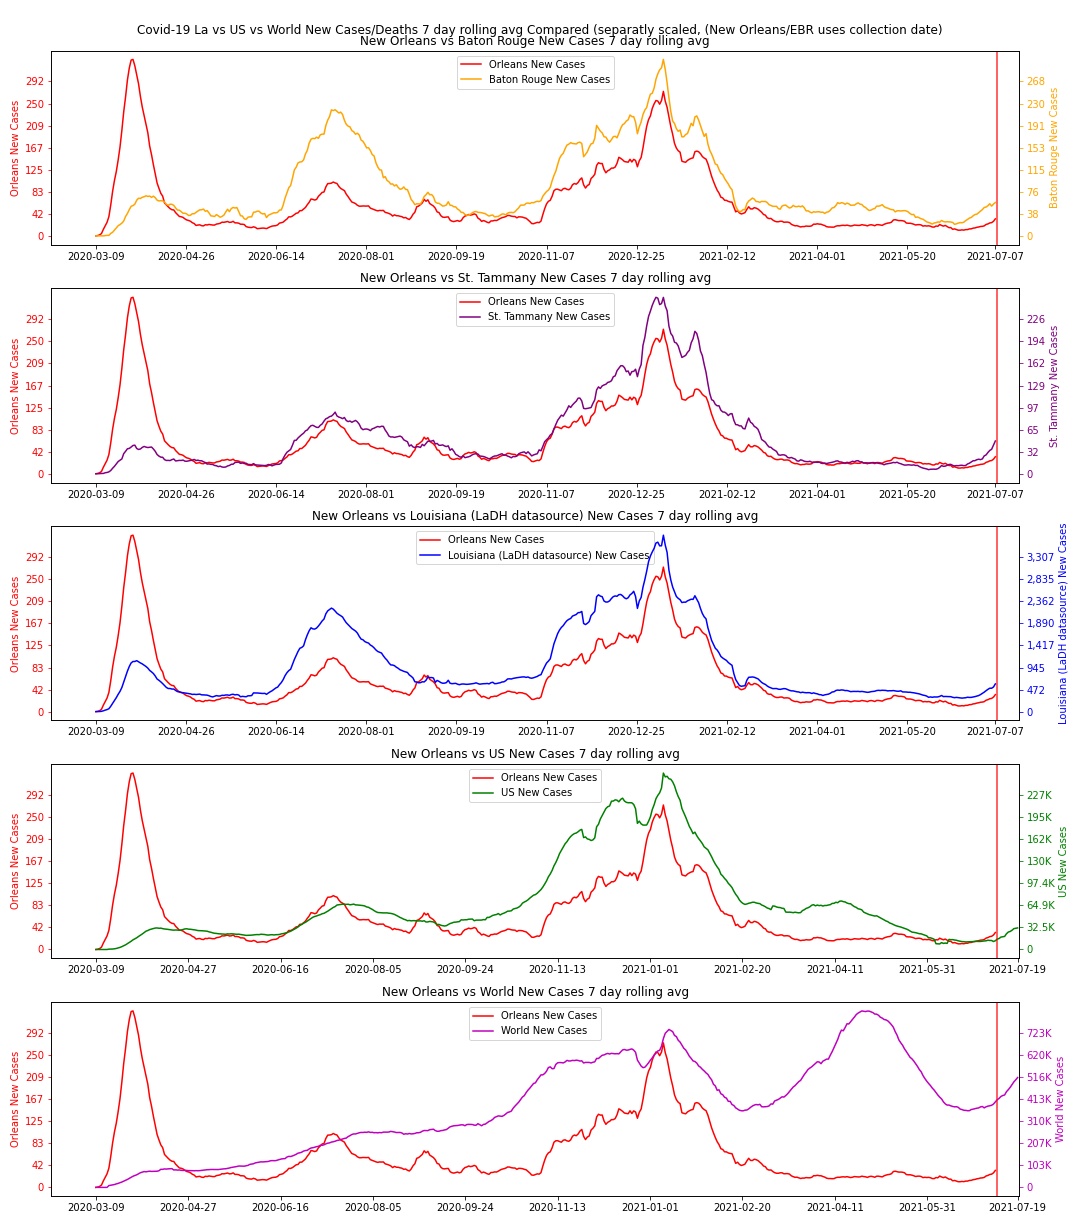 Covid-19 La vs US vs World New Cases/Deaths 7 day rolling avg Compared (separatly scaled, (New Orleans/EBR uses collection date)
New Orleans vs Baton Rouge New Cases 7 day rolling avg
Orleans New Cases
Baton Rouge New Cases
Orleans New Cases
292
250
209
167
125
83
42
0
268
230
191
153
115
76
38
0
Baton Rouge New Cases
2020-03-09 2020-04-26 2020-06-14 2020-08-01 2020-09-19 2020-11-07 2020-12-25 2021-02-12 2021-04-01 2021-05-20 2021-07-07
New Orleans vs St. Tammany New Cases 7 day rolling avg
Orleans New Cases
St. Tammany New Cases
Orleans New Cases
292
250
209
167
125
83
42
0
226
194
162
129
97
65
32
0
St. Tammany New Cases
2020-03-09 2020-04-26 2020-06-14 2020-08-01 2020-09-19 2020-11-07 2020-12-25 2021-02-12 2021-04-01 2021-05-20 2021-07-07
New Orleans vs Louisiana (LaDH datasource) New Cases 7 day rolling avg
Orleans New Cases
Louisiana (LaDH datasource) New Cases
Orleans New Cases
292
250
209
167
125
83
42
0
3,307
2,835
2,362
1,890
1,417
945
472
0
Louisiana (LaDH datasource) New Cases
2020-03-09 2020-04-26 2020-06-14 2020-08-01 2020-09-19 2020-11-07 2020-12-25 2021-02-12 2021-04-01 2021-05-20 2021-07-07
New Orleans vs US New Cases 7 day rolling avg
Orleans New Cases
US New Cases
Orleans New Cases
292
250
209
167
125
83
42
0
227K
195K
162K
130K
97.4K
64.9K
32.5K
0
US New Cases
2020-03-09 2020-04-27 2020-06-16 2020-08-05 2020-09-24 2020-11-13 2021-01-01 2021-02-20 2021-04-11 2021-05-31 2021-07-19
New Orleans vs World New Cases 7 day rolling avg
Orleans New Cases
World New Cases
Orleans New Cases
292
250
209
167
125
83
42
0
723K
620K
516K
413K
310K
207K
103K
0
World New Cases
2020-03-09 2020-04-27 2020-06-16 2020-08-05 2020-09-24 2020-11-13 2021-01-01 2021-02-20 2021-04-11 2021-05-31 2021-07-19